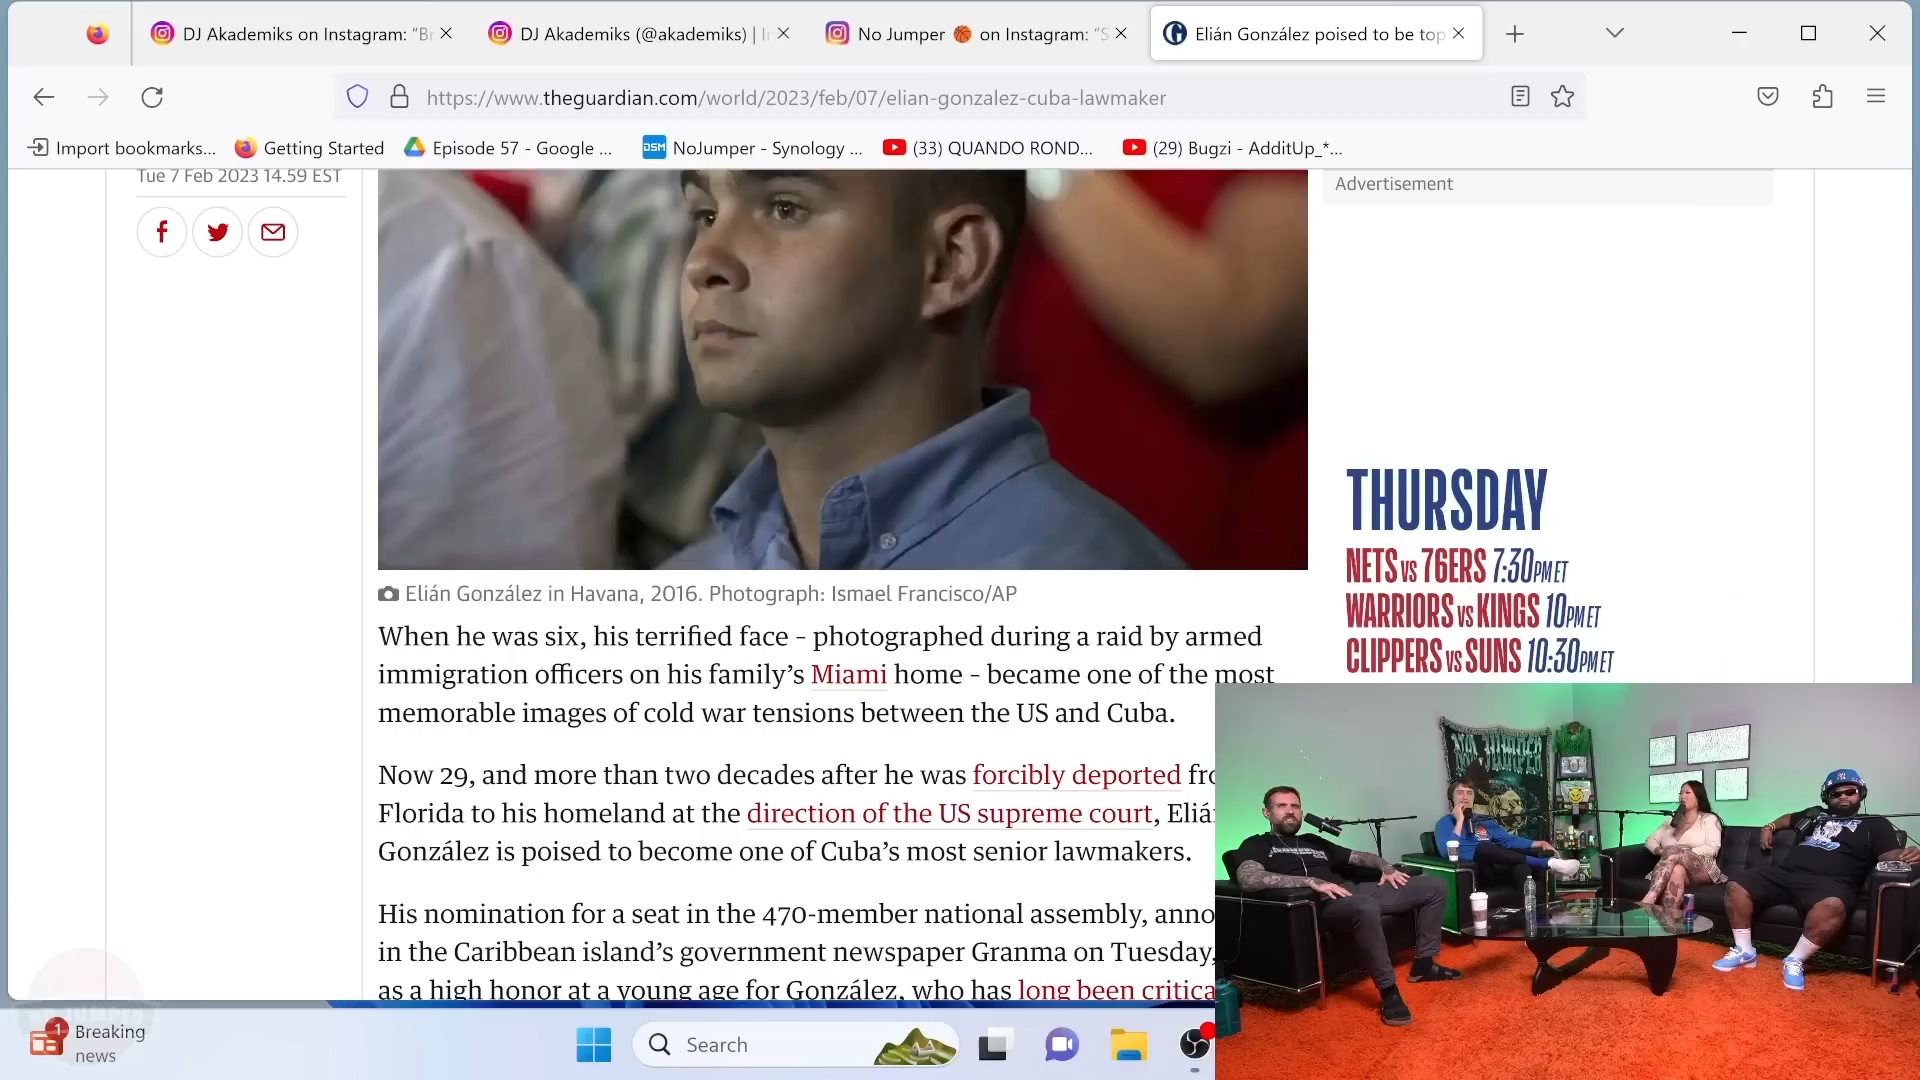 DJ Akademiks on Instagram: “Br
DJ Akademiks (@akademiks) | In
No Jumper 🏀 on Instagram: “S
Elián González poised to be top
https://www.theguardian.com/world/2023/feb/07/elian-gonzalez-cuba-lawmaker
Import bookmarks...
Getting Started
Episode 57 - Google ...
DSM
NoJumper - Synology ...
(33) QUANDO ROND...
(29) Bugzi - AdditUp_*...
Tue 7 Feb 2023 14.59 EST
Advertisement
THURSDAY
NETS VS 76ERS 7:30PM ET
WARRIORS VS KINGS 10PM ET
CLIPPERS VS SUNS 10:30PM ET
Elián González in Havana, 2016. Photograph: Ismael Francisco/AP
When he was six, his terrified face – photographed during a raid by armed
immigration officers on his family’s Miami home – became one of the most
memorable images of cold war tensions between the US and Cuba.
Now 29, and more than two decades after he was forcibly deported fro
Florida to his homeland at the direction of the US supreme court, Eliá
González is poised to become one of Cuba’s most senior lawmakers.
His nomination for a seat in the 470-member national assembly, anno
in the Caribbean island’s government newspaper Granma on Tuesday,
as a high honor at a young age for González, who has long been critica
NO JUMPER
1
Breaking
news
Search